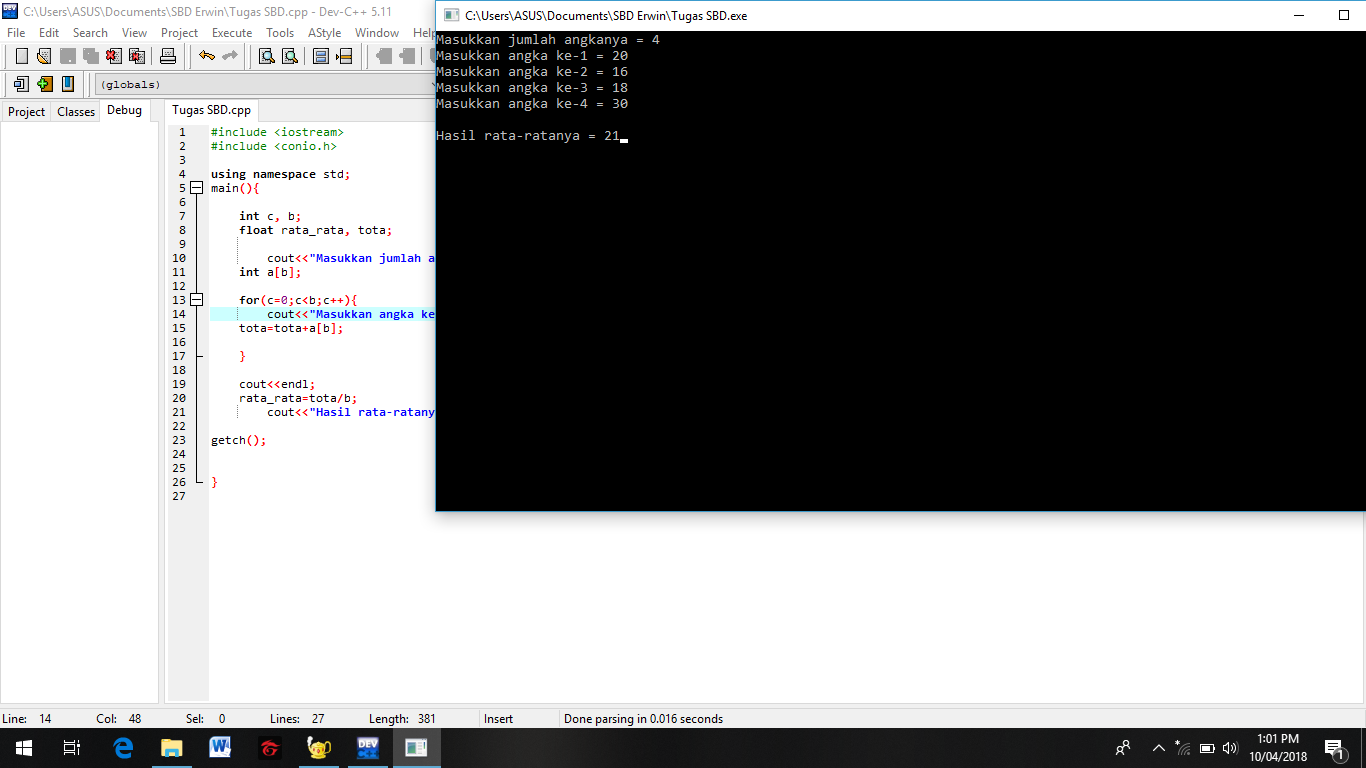 C:\Users\ASUS\Documents\SBD Erwin\Tugas SBD.cpp - Dev-C++ 5.11
File Edit Search View Project Execute Tools AStyle Window Help
(globals)
Project Classes Debug
Tugas SBD.cpp
1 #include <iostream>
2 #include <conio.h>
3
4 using namespace std;
5 main(){
6
7 int c, b;
8 float rata_rata, tota;
9
10 cout<<"Masukkan jumlah a
11 int a[b];
12
13 for(c=0;c<b;c++){
14 cout<<"Masukkan angka ke
15 tota=tota+a[b];
16
17 }
18
19 cout<<endl;
20 rata_rata=tota/b;
21 cout<<"Hasil rata-ratany
22
23 getch();
24
25
26 }
27
C:\Users\ASUS\Documents\SBD Erwin\Tugas SBD.exe
Masukkan jumlah angkanya = 4
Masukkan angka ke-1 = 20
Masukkan angka ke-2 = 16
Masukkan angka ke-3 = 18
Masukkan angka ke-4 = 30
Hasil rata-ratanya = 21
Line: 14 Col: 48 Sel: 0 Lines: 27 Length: 381 Insert Done parsing in 0.016 seconds
DEV
1:01 PM
10/04/2018
1